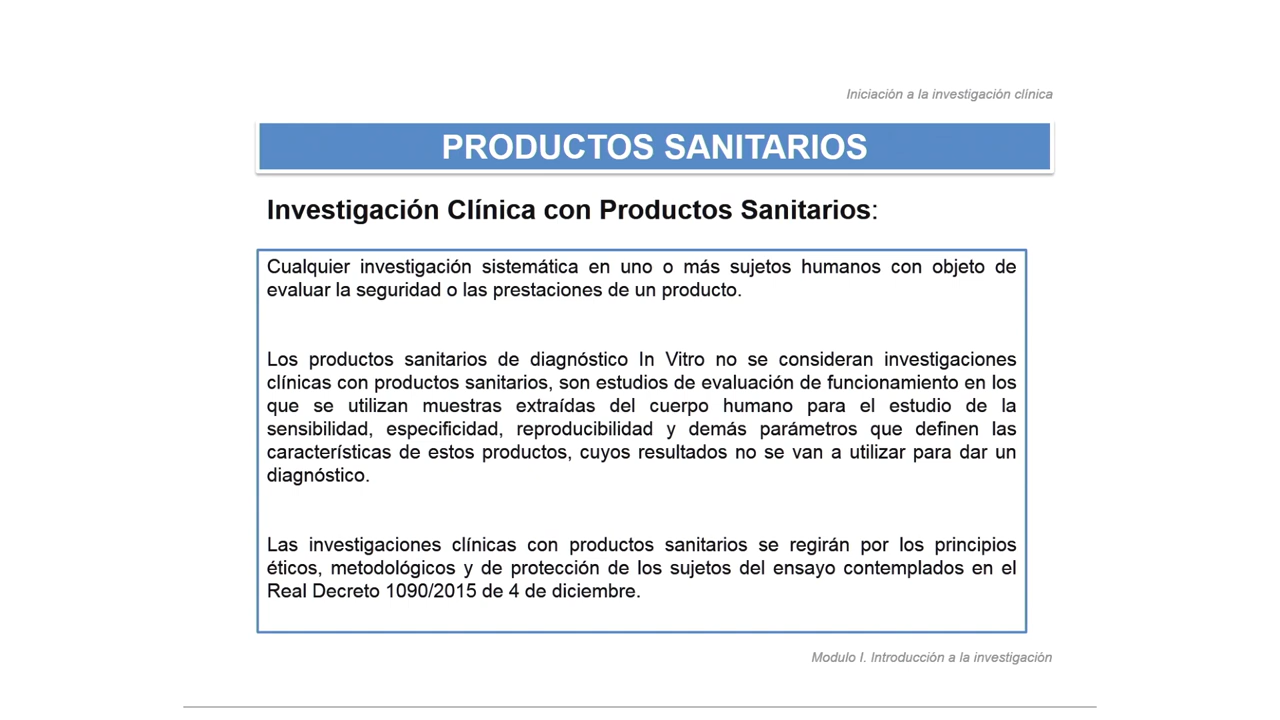 Iniciación a la investigación clínica
PRODUCTOS SANITARIOS
Investigación Clínica con Productos Sanitarios:
Cualquier investigación sistemática en uno o más sujetos humanos con objeto de
evaluar la seguridad o las prestaciones de un producto.
Los productos sanitarios de diagnóstico In Vitro no se consideran investigaciones
clínicas con productos sanitarios, son estudios de evaluación de funcionamiento en los
que se utilizan muestras extraídas del cuerpo humano para el estudio de la
sensibilidad, especificidad, reproducibilidad y demás parámetros que definen las
características de estos productos, cuyos resultados no se van a utilizar para dar un
diagnóstico.
Las investigaciones clínicas con productos sanitarios se regirán por los principios
éticos, metodológicos y de protección de los sujetos del ensayo contemplados en el
Real Decreto 1090/2015 de 4 de diciembre.
Modulo I. Introducción a la investigación